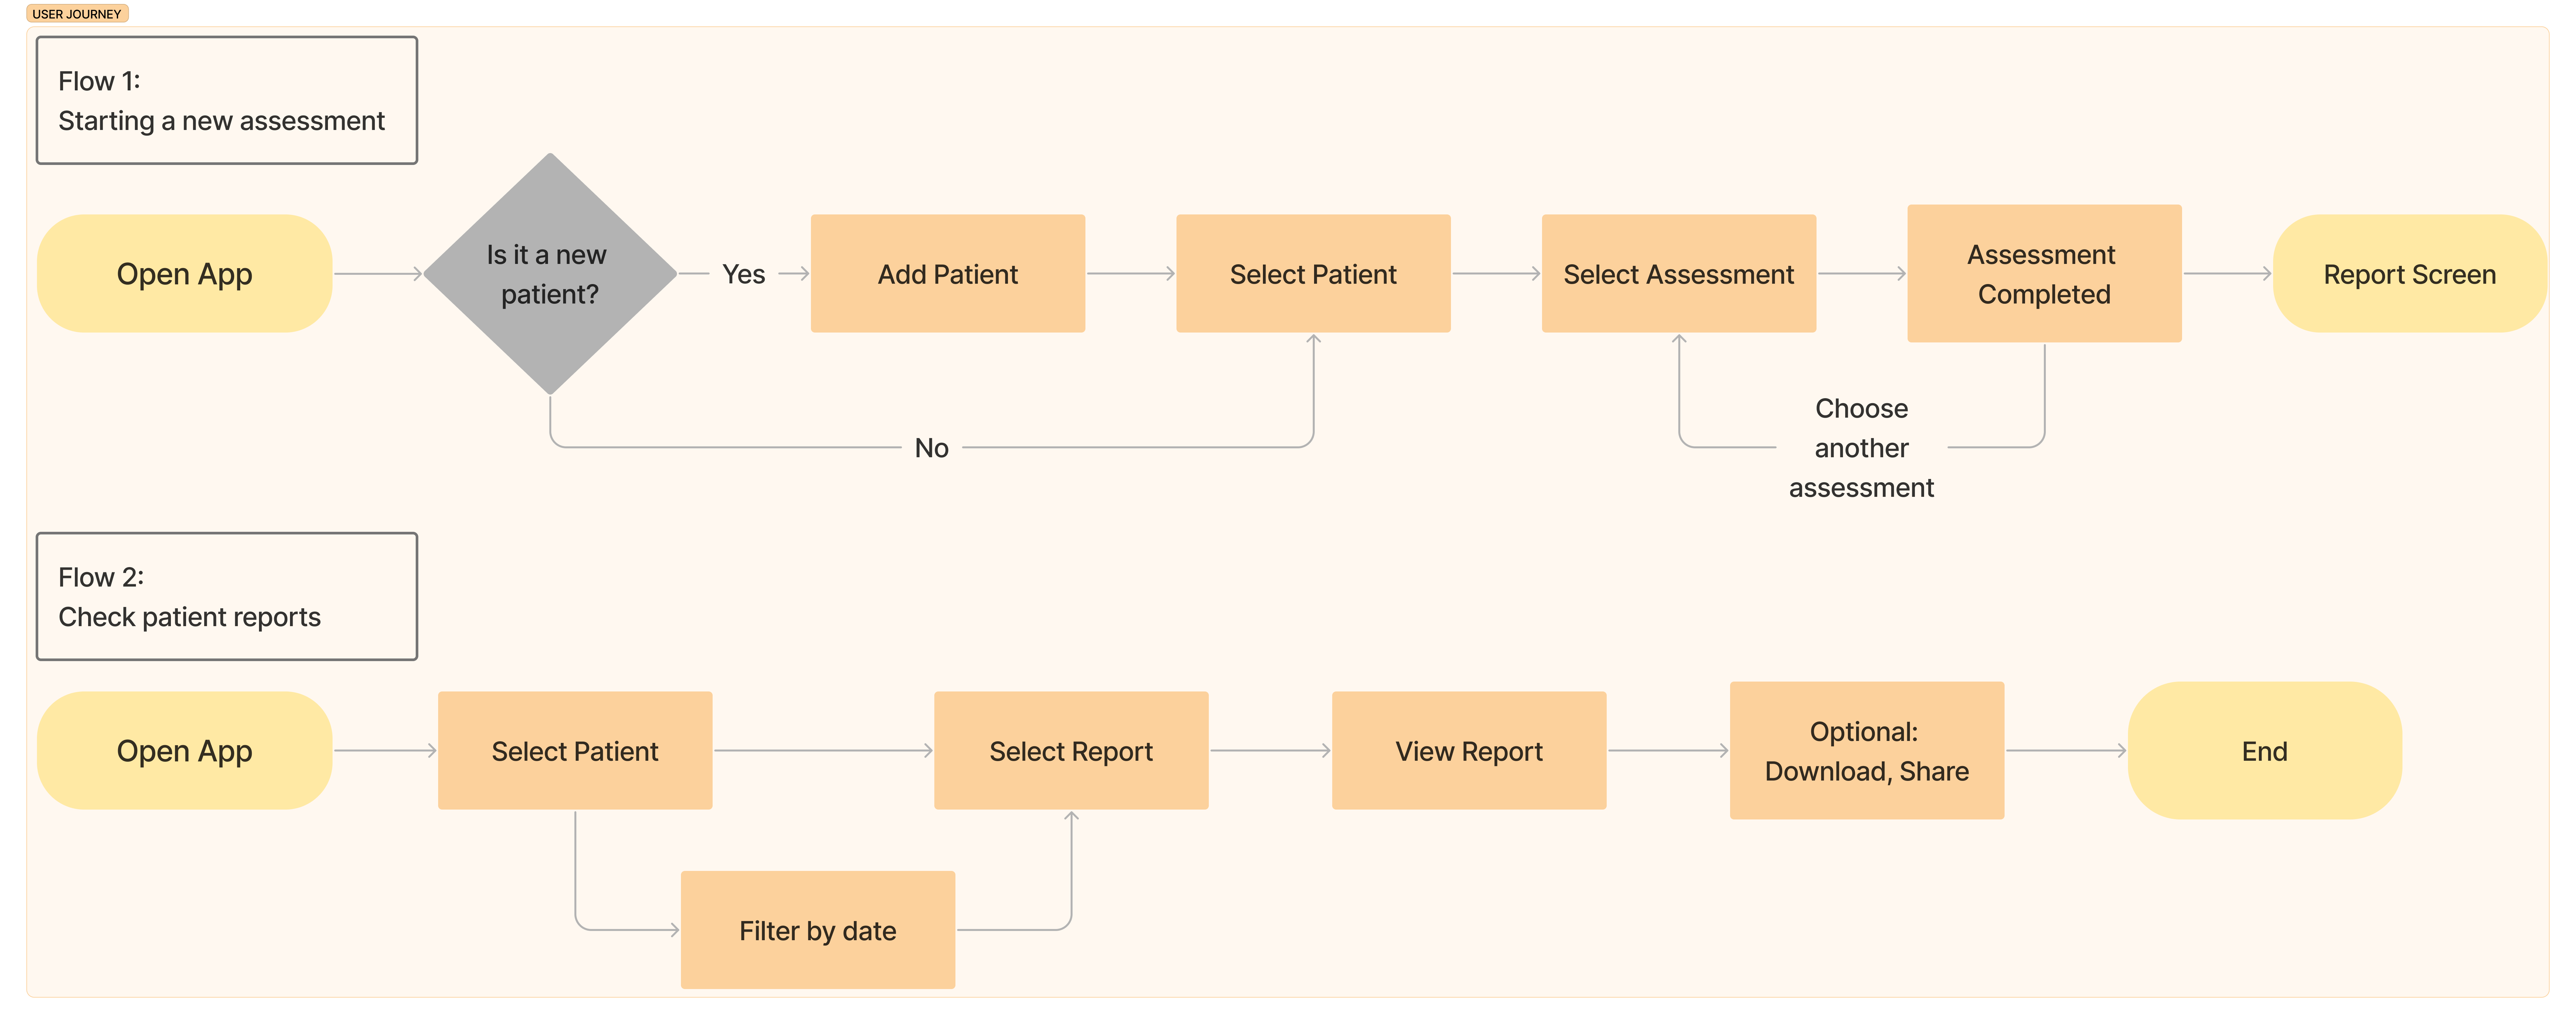 USER JOURNEY
Flow 1:
Starting a new assessment
Open App
Is it a new
patient?
Yes
Add Patient
Select Patient
Select Assessment
Assessment
Completed
Report Screen
No
Choose
another
assessment
Flow 2:
Check patient reports
Open App
Select Patient
Select Report
View Report
Optional:
Download, Share
End
Filter by date